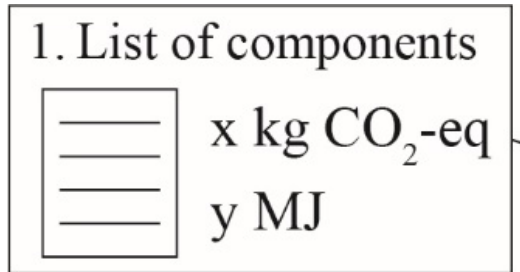 1. List of components
x kg CO₂-eq
y MJ